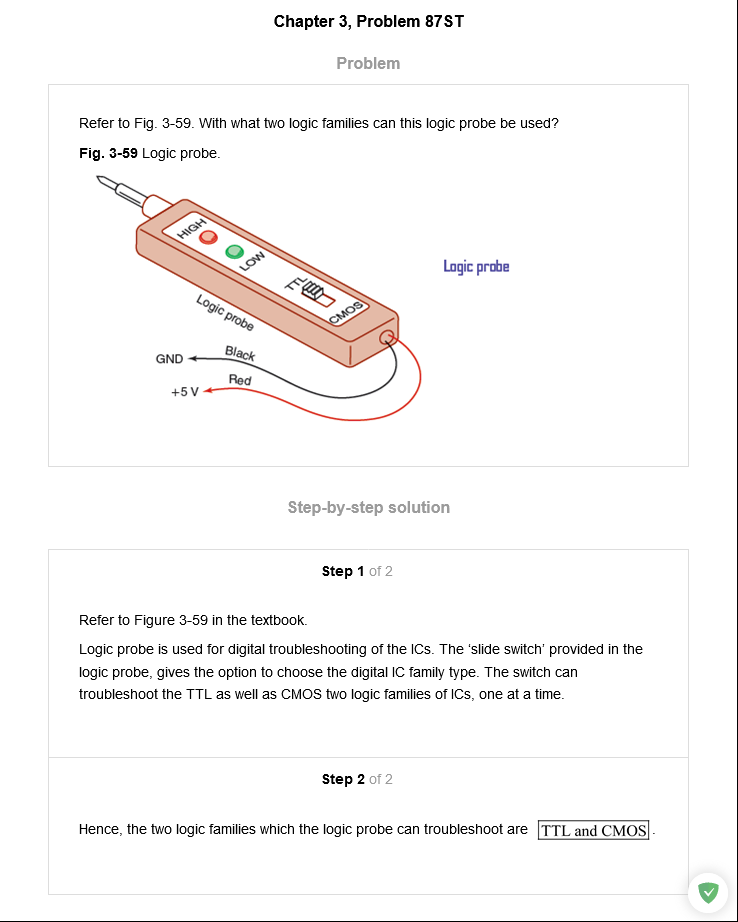 Chapter 3, Problem 87ST
Problem
Refer to Fig. 3-59. With what two logic families can this logic probe be used?
Fig. 3-59 Logic probe.
HIGH
LOW
CMOS
Logic probe
Logic probe
GND
Black
Red
+5 V
Step-by-step solution
Step 1 of 2
Refer to Figure 3-59 in the textbook.
Logic probe is used for digital troubleshooting of the ICs. The ‘slide switch’ provided in the
logic probe, gives the option to choose the digital IC family type. The switch can
troubleshoot the TTL as well as CMOS two logic families of ICs, one at a time.
Step 2 of 2
Hence, the two logic families which the logic probe can troubleshoot are TTL and CMOS.